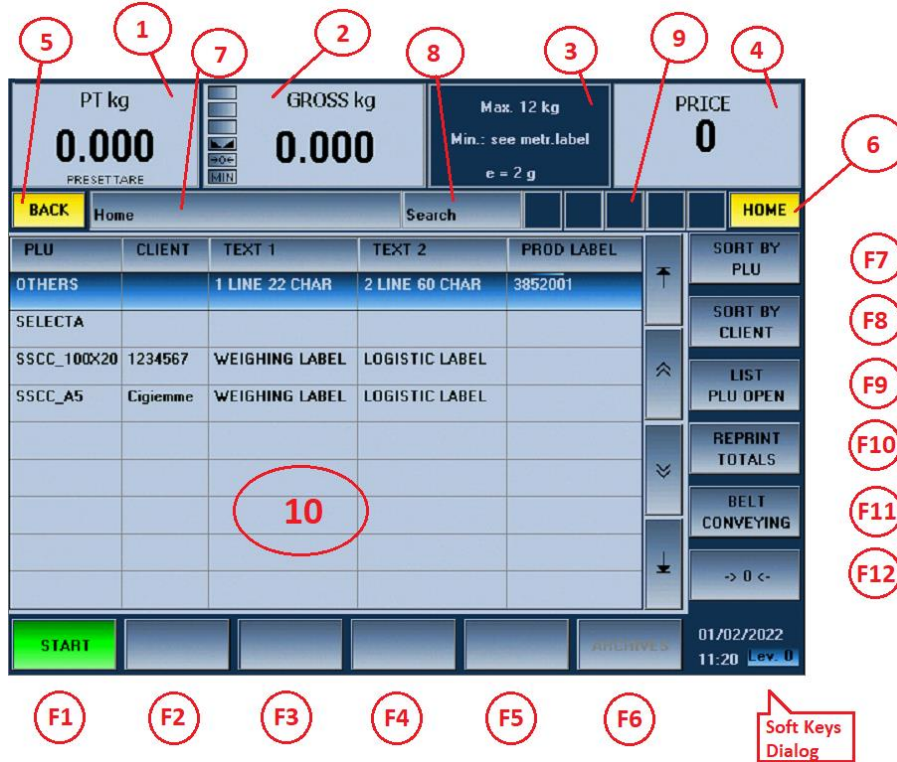 5
1
7
2
8
3
9
4
6
PT kg
0.000
PRESETTARE
GROSS kg
0.000
→0←
MIN
Max. 12 kg
Min.: see metr.label
e = 2 g
PRICE
0
BACK
Home
Search
HOME
PLU CLIENT TEXT 1 TEXT 2 PROD LABEL
OTHERS 1 LINE 22 CHAR 2 LINE 60 CHAR 3852001
SELECTA
SSCC_100X20 1234567 WEIGHING LABEL LOGISTIC LABEL
SSCC_A5 Cigiemme WEIGHING LABEL LOGISTIC LABEL
10
SORT BY
PLU
F7
SORT BY
CLIENT
F8
LIST
PLU OPEN
F9
REPRINT
TOTALS
F10
BELT
CONVEYING
F11
-> 0 <-
F12
START
ARCHIVES
01/02/2022
11:20 Lev. 0
F1
F2
F3
F4
F5
F6
Soft Keys
Dialog